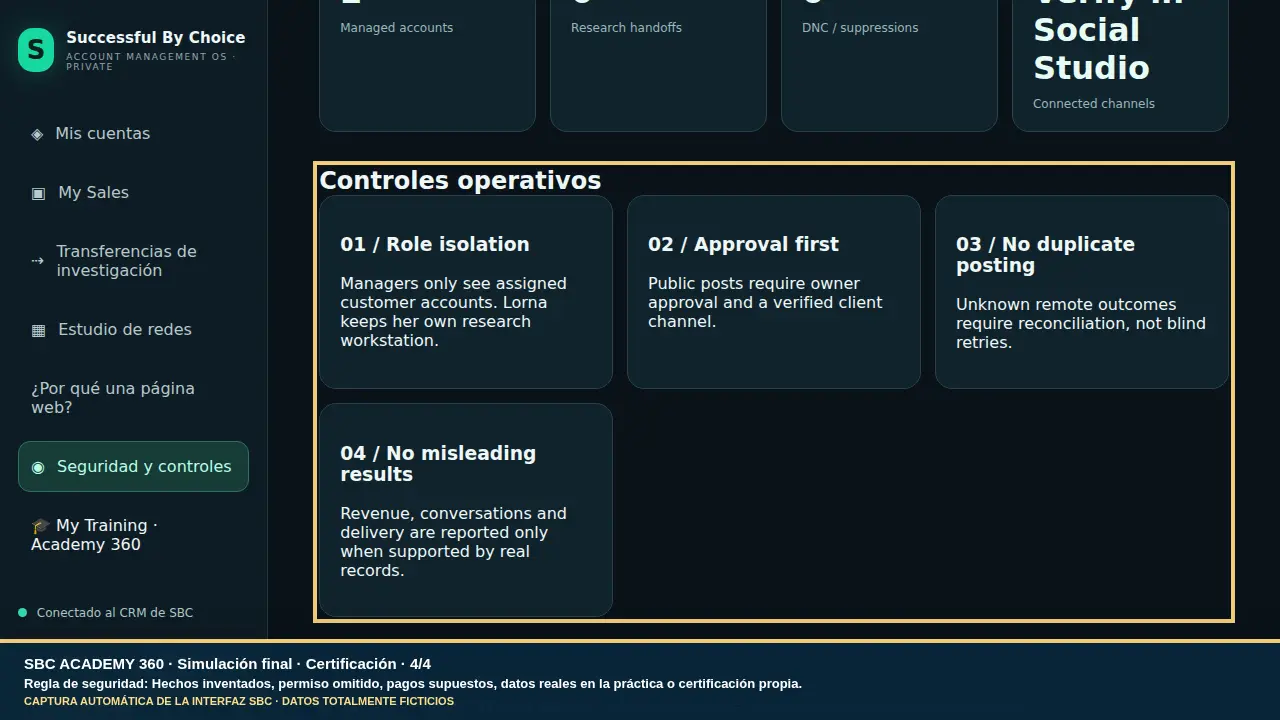 S
Successful By Choice
ACCOUNT MANAGEMENT OS ·
PRIVATE
◈ Mis cuentas
▣ My Sales
⇢ Transferencias de
investigación
▦ Estudio de redes
¿Por qué una página
web?
◉ Seguridad y controles
🎓 My Training ·
Academy 360
Conectado al CRM de SBC
Managed accounts
Research handoffs
DNC / suppressions
Verify in
Social
Studio
Connected channels
Controles operativos
01 / Role isolation
Managers only see assigned
customer accounts. Lorna
keeps her own research
workstation.
02 / Approval first
Public posts require owner
approval and a verified client
channel.
03 / No duplicate
posting
Unknown remote outcomes
require reconciliation, not blind
retries.
04 / No misleading
results
Revenue, conversations and
delivery are reported only
when supported by real
records.
SBC ACADEMY 360 · Simulación final · Certificación · 4/4
Regla de seguridad: Hechos inventados, permiso omitido, pagos supuestos, datos reales en la práctica o certificación propia.
CAPTURA AUTOMÁTICA DE LA INTERFAZ SBC · DATOS TOTALMENTE FICTICIOS